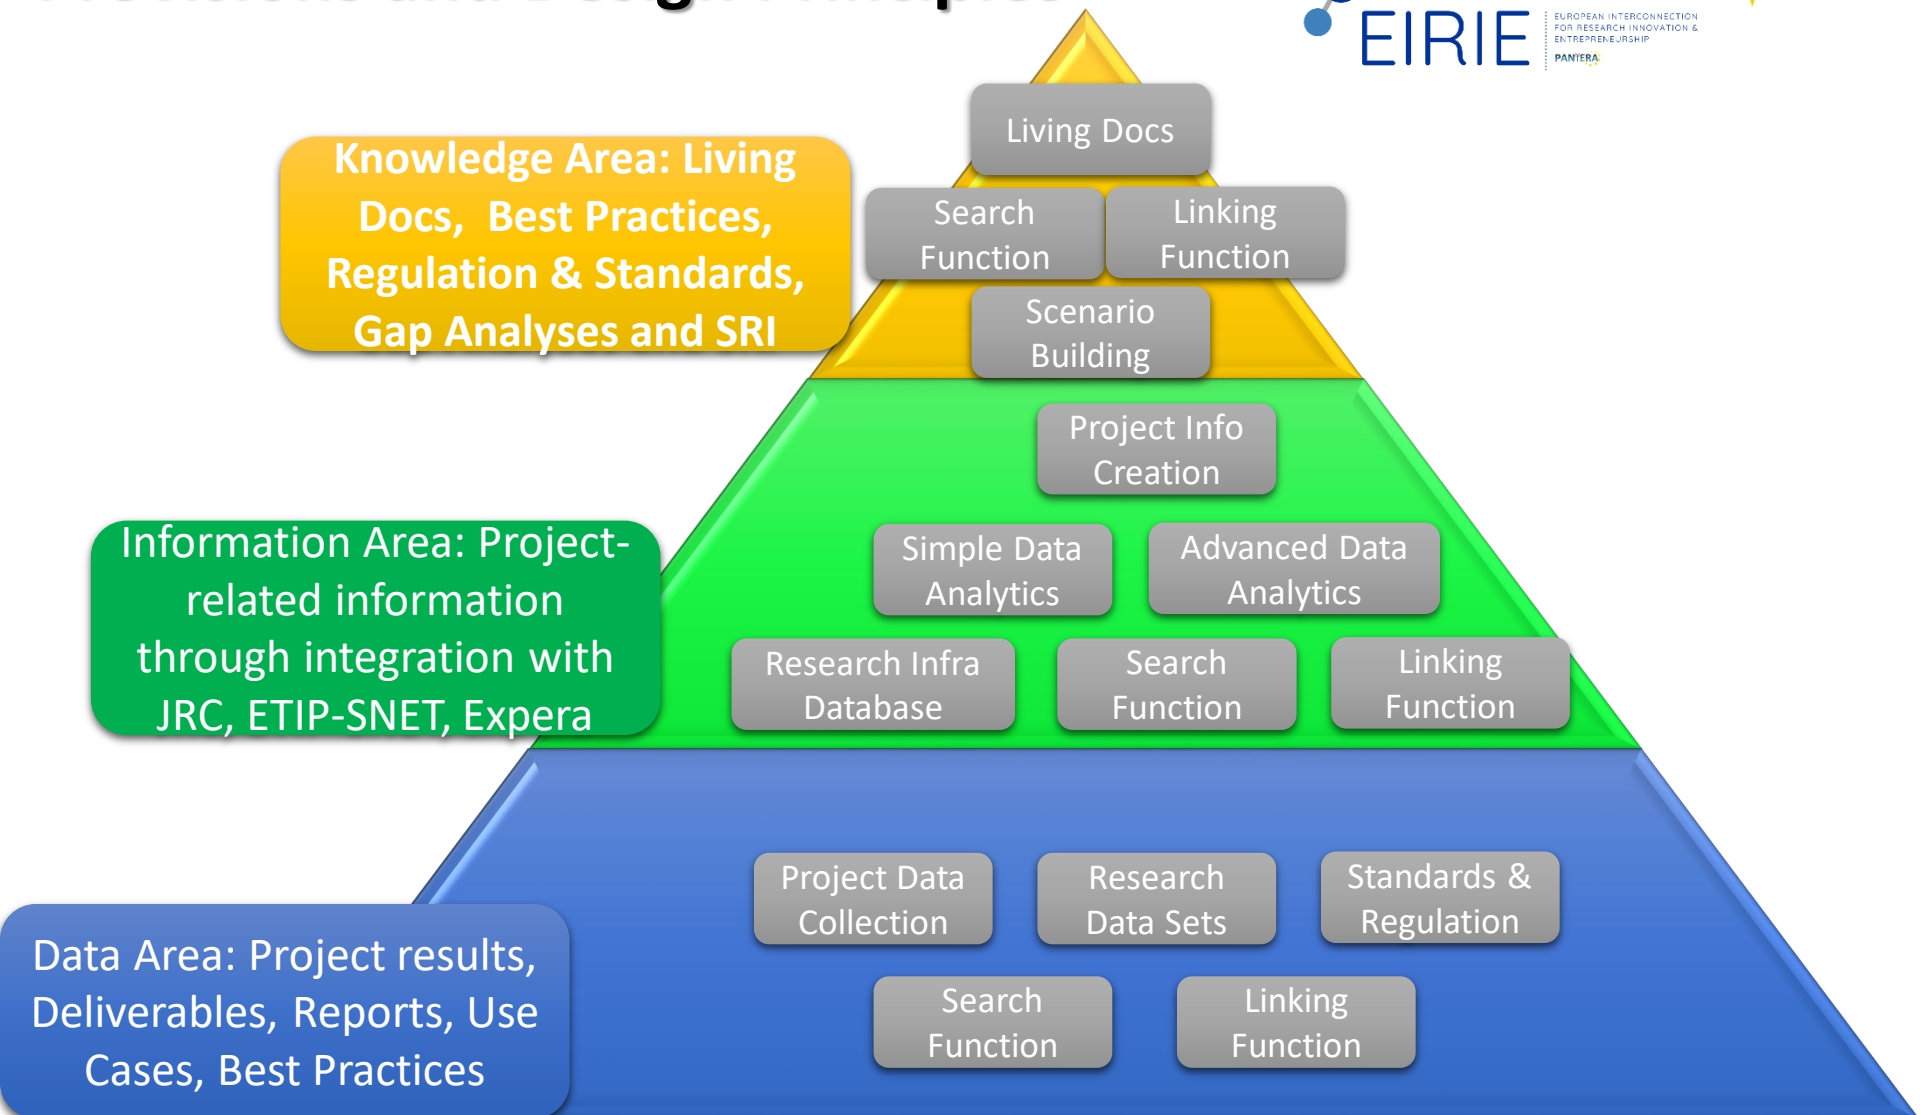 Provisions and Design Principles
EIRIE
EUROPEAN INTERCONNECTION
FOR RESEARCH INNOVATION &
ENTREPRENEURSHIP
PANTERA
Living Docs
Knowledge Area: Living
Docs, Best Practices,
Regulation & Standards,
Gap Analyses and SRI
Search
Function
Linking
Function
Scenario
Building
Project Info
Creation
Information Area: Project-
related information
through integration with
JRC, ETIP-SNET, Expera
Simple Data
Analytics
Advanced Data
Analytics
Research Infra
Database
Search
Function
Linking
Function
Project Data
Collection
Research
Data Sets
Standards &
Regulation
Data Area: Project results,
Deliverables, Reports, Use
Cases, Best Practices
Search
Function
Linking
Function